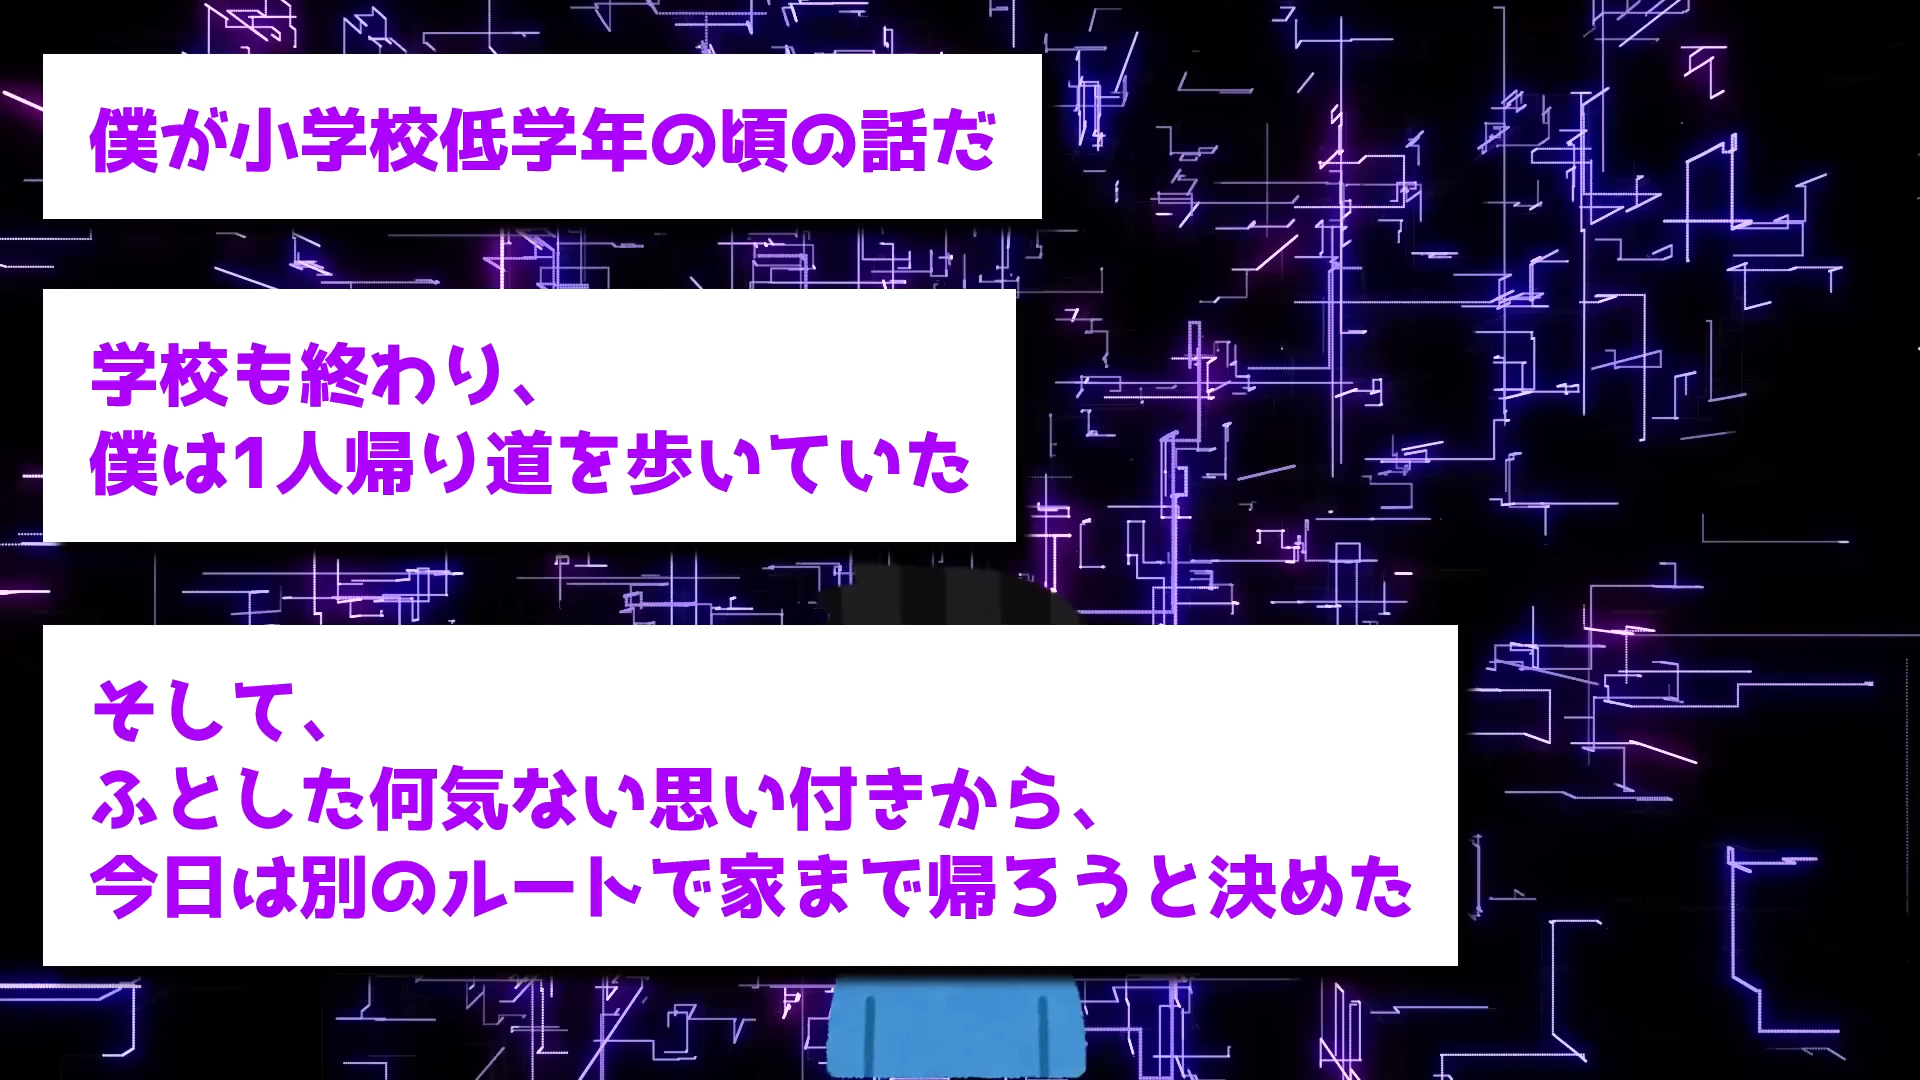 僕が小学校低学年の頃の話だ
学校も終わり、
僕は1人帰り道を歩いていた
そして、
ふとした何気ない思い付きから、
今日は別のルートで家まで帰ろうと決めた